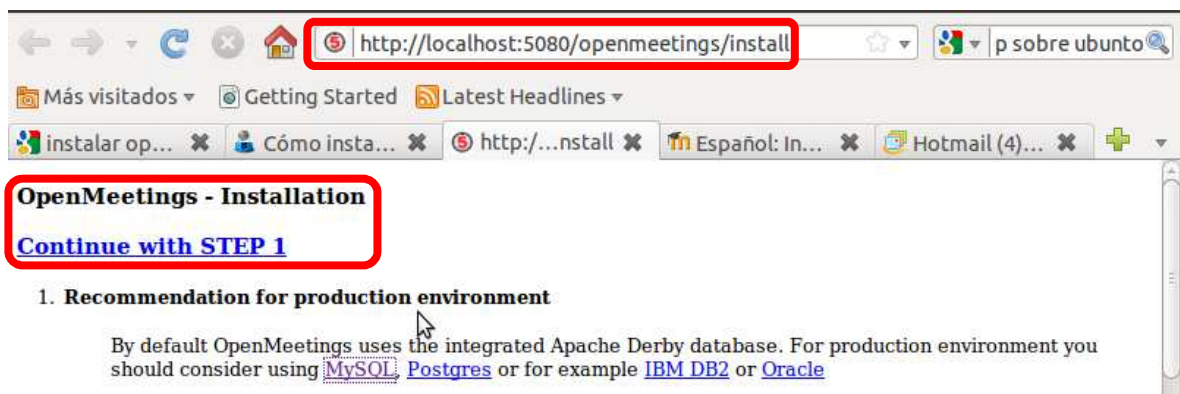 http://localhost:5080/openmeetings/install p sobre ubunto
Más visitados Getting Started Latest Headlines
instalar op... Cómo insta... http:/...nstall Español: In... Hotmail (4)...
OpenMeetings - Installation
Continue with STEP 1
1. Recommendation for production environment
By default OpenMeetings uses the integrated Apache Derby database. For production environment you
should consider using MySQL, Postgres or for example IBM DB2 or Oracle